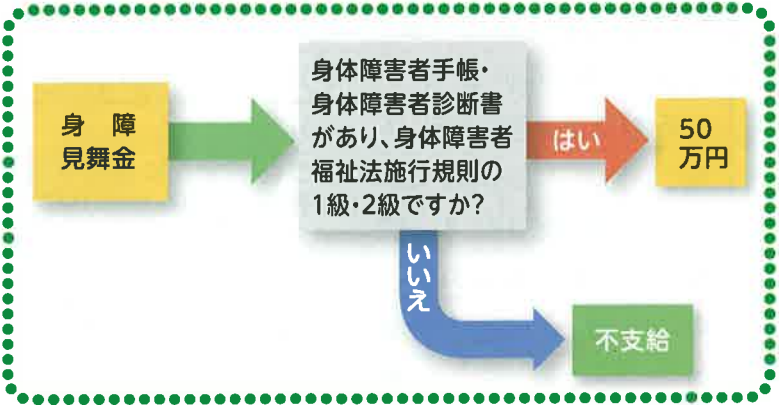 身 障
見舞金
身体障害者手帳・
身体障害者診断書
があり、身体障害者
福祉法施行規則の
1級・2級ですか?
はい
50
万円
いいえ
不支給